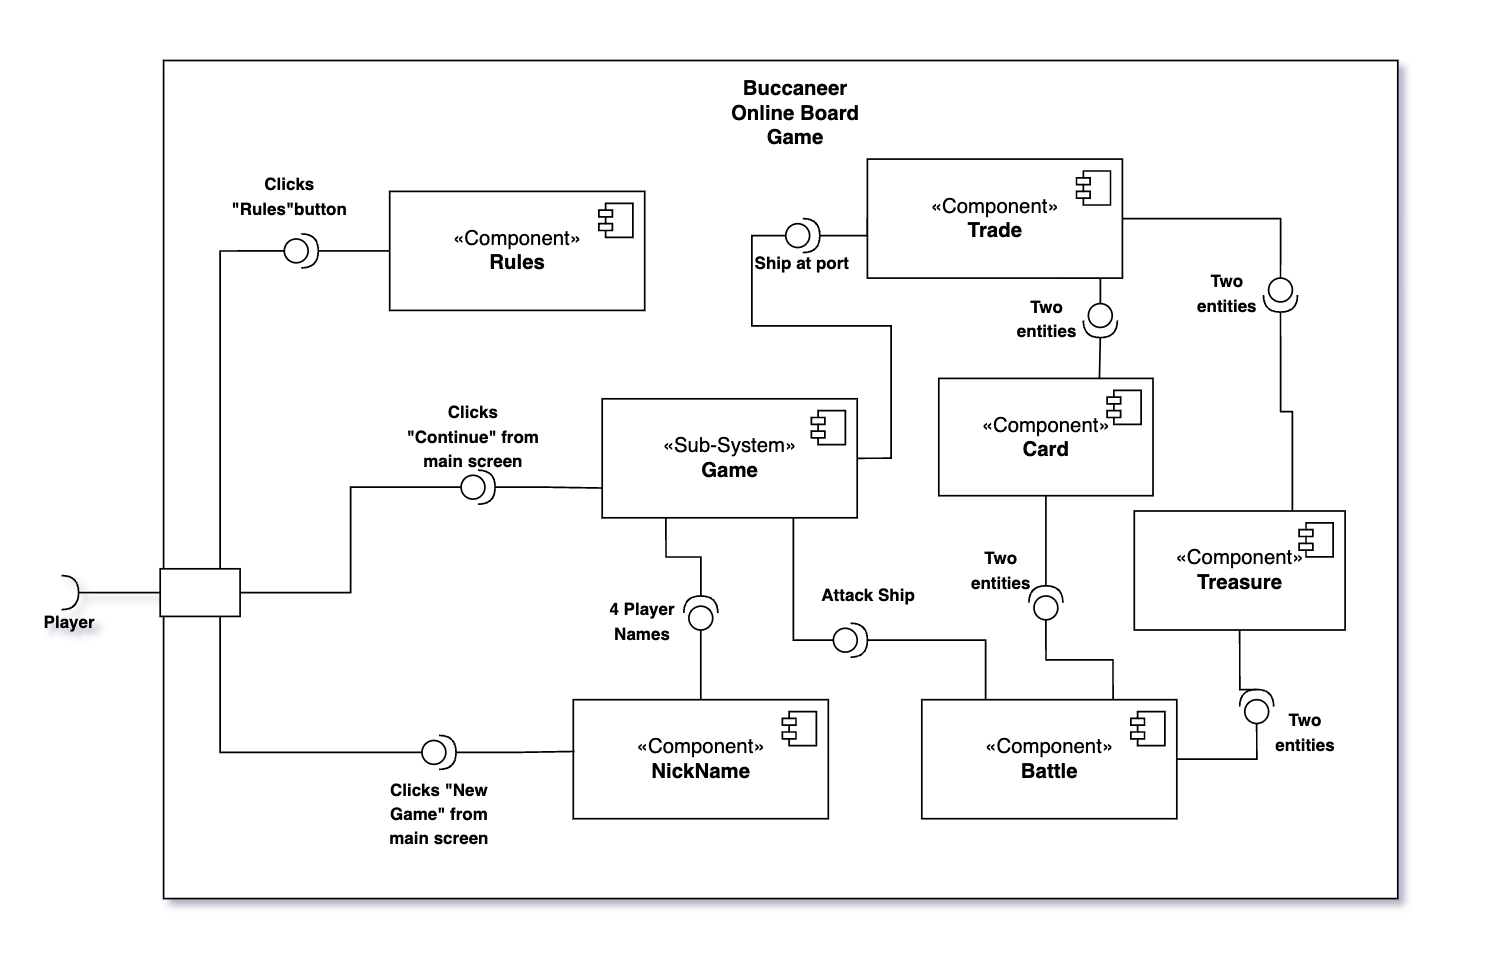 Buccaneer
Online Board
Game
Clicks
"Rules"button
«Component»
Rules
«Component»
Trade
Ship at port
Two
entities
Two
entities
Clicks
"Continue" from
main screen
«Sub-System»
Game
«Component»
Card
«Component»
Treasure
Player
4 Player
Names
Attack Ship
Two
entities
Two
entities
Clicks "New
Game" from
main screen
«Component»
NickName
«Component»
Battle